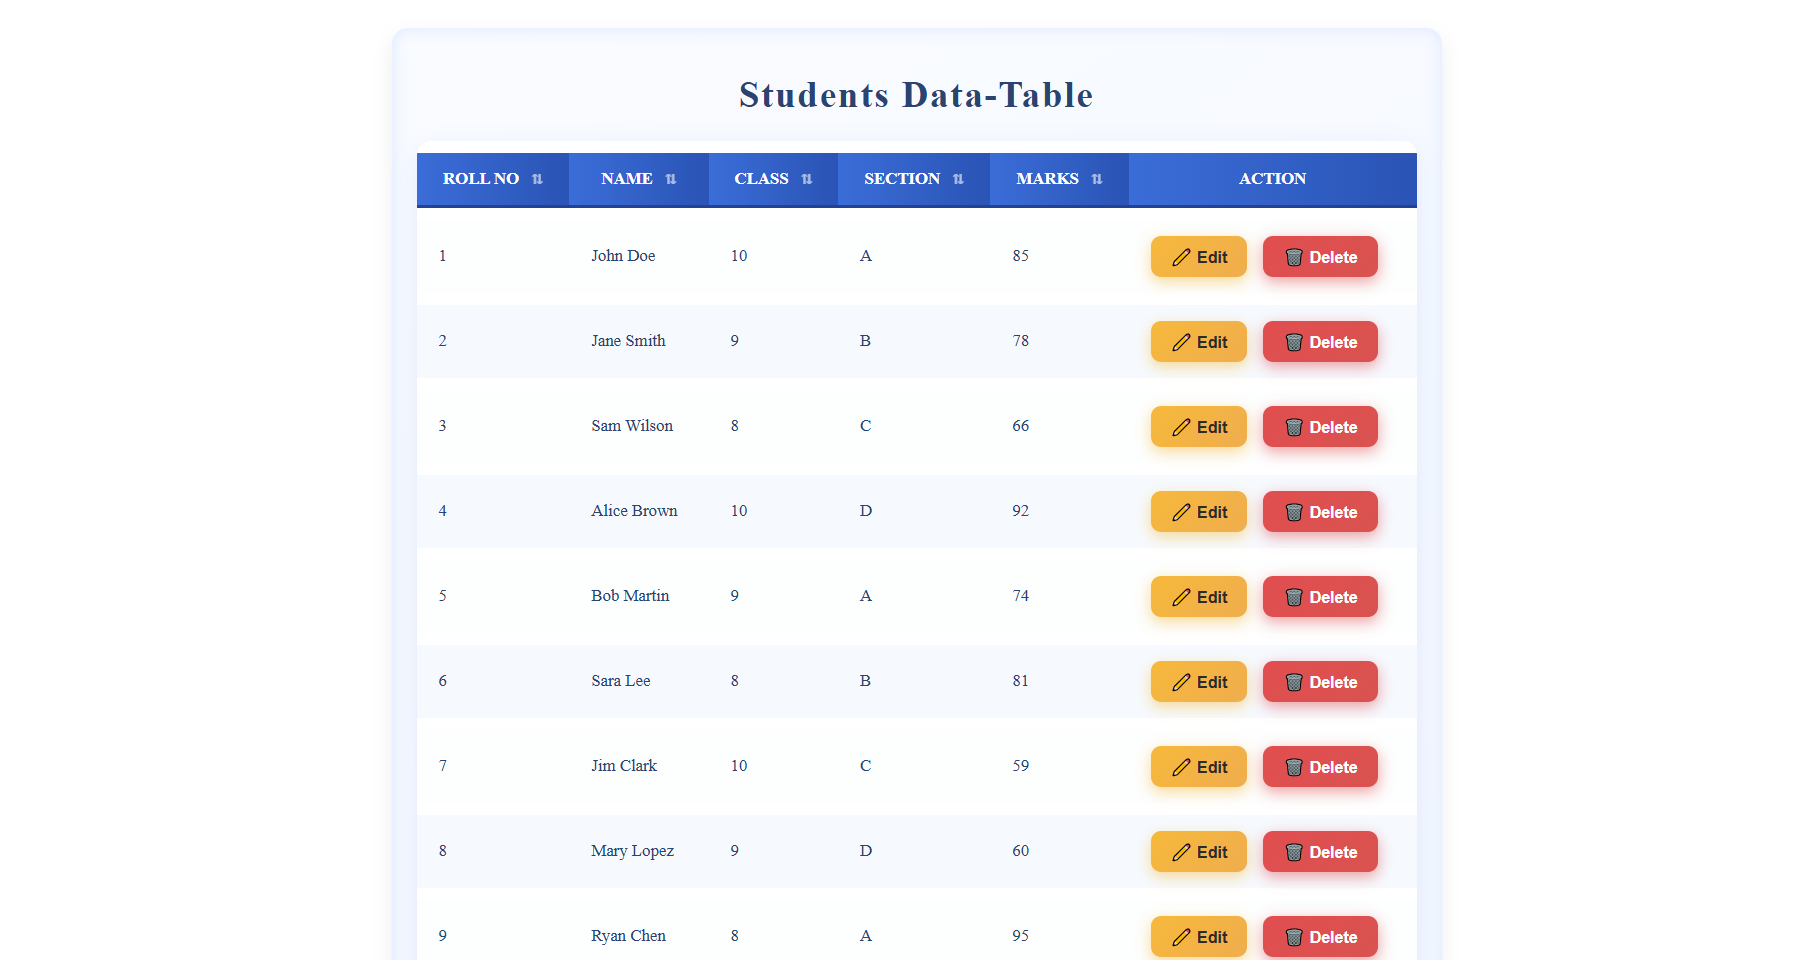 Students Data-Table
ROLL NO ⇅ NAME ⇅ CLASS ⇅ SECTION ⇅ MARKS ⇅ ACTION
1 John Doe 10 A 85 Edit Delete
2 Jane Smith 9 B 78 Edit Delete
3 Sam Wilson 8 C 66 Edit Delete
4 Alice Brown 10 D 92 Edit Delete
5 Bob Martin 9 A 74 Edit Delete
6 Sara Lee 8 B 81 Edit Delete
7 Jim Clark 10 C 59 Edit Delete
8 Mary Lopez 9 D 60 Edit Delete
9 Ryan Chen 8 A 95 Edit Delete